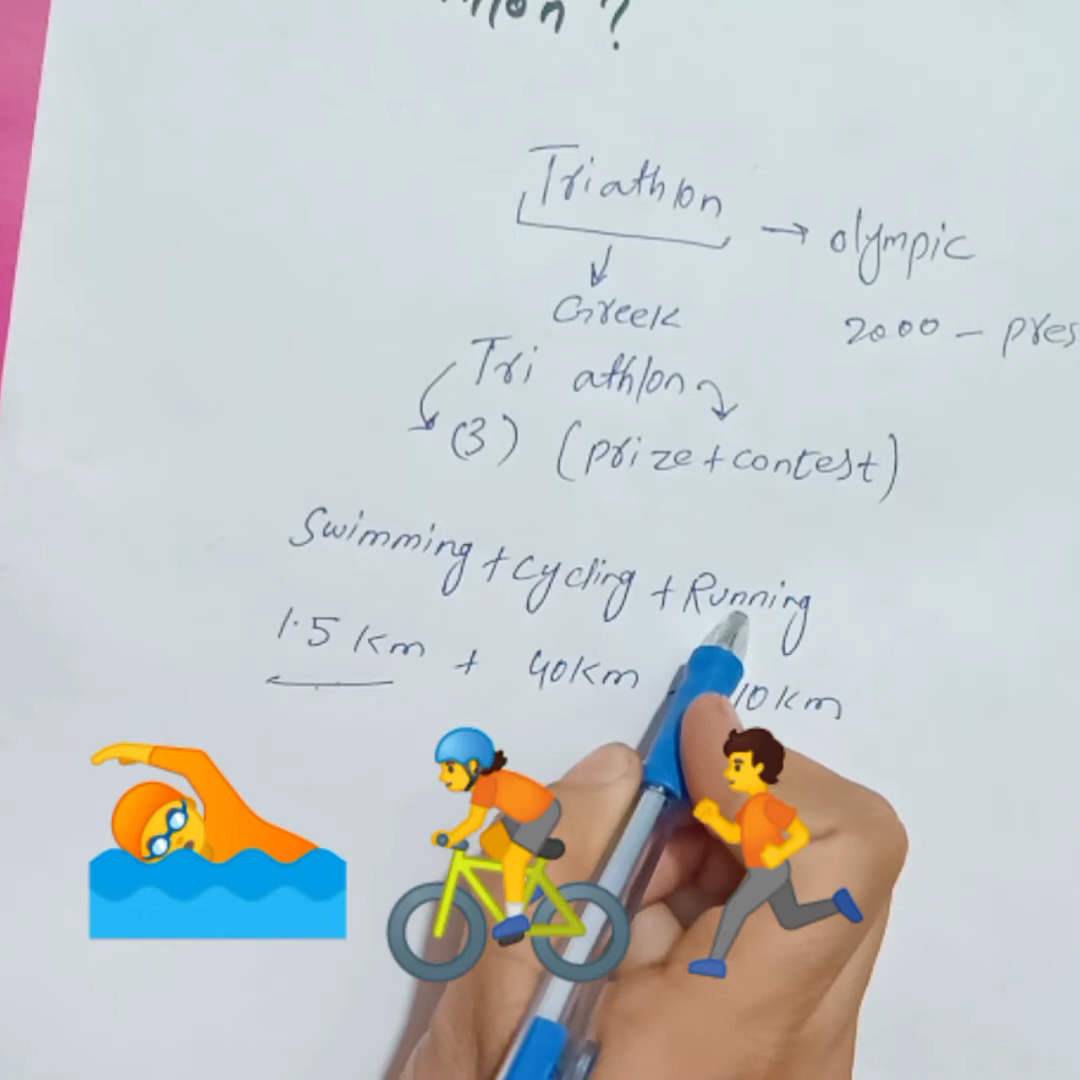 ?
Triathlon → olympic
Greek
2000 - pres
Tri athlon
(3) (prize + contest)
Swimming + Cycling + Running
1.5 km + 40km 10km